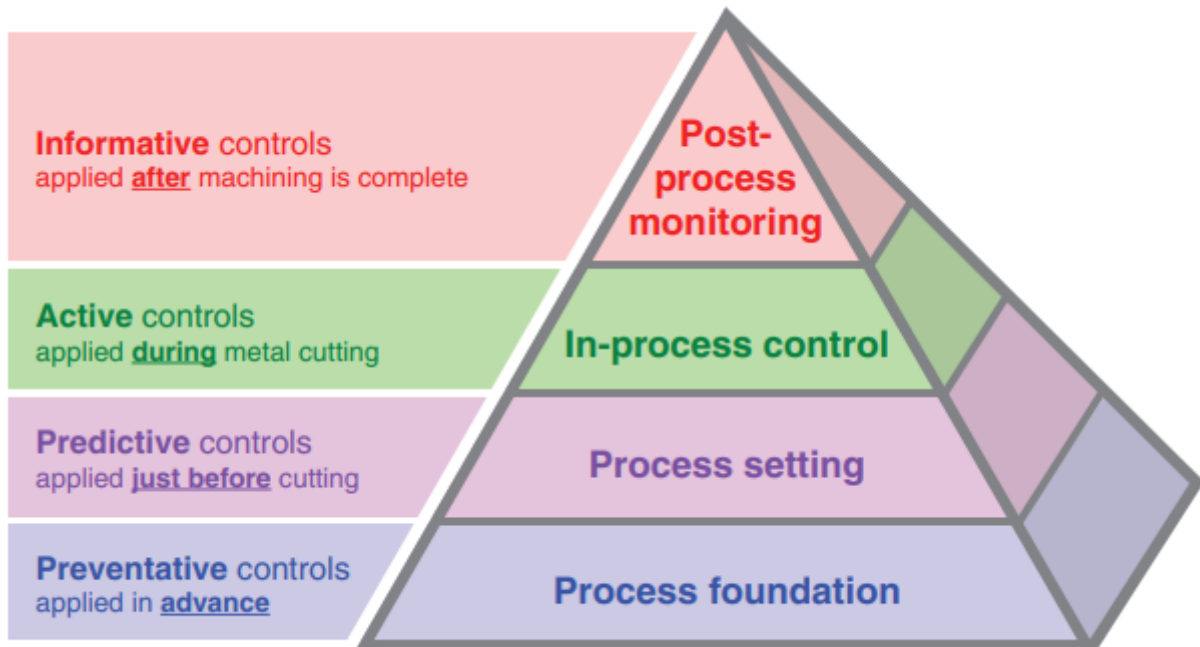 Informative controls
applied after machining is complete
Post-
process
monitoring
Active controls
applied during metal cutting
In-process control
Predictive controls
applied just before cutting
Process setting
Preventative controls
applied in advance
Process foundation